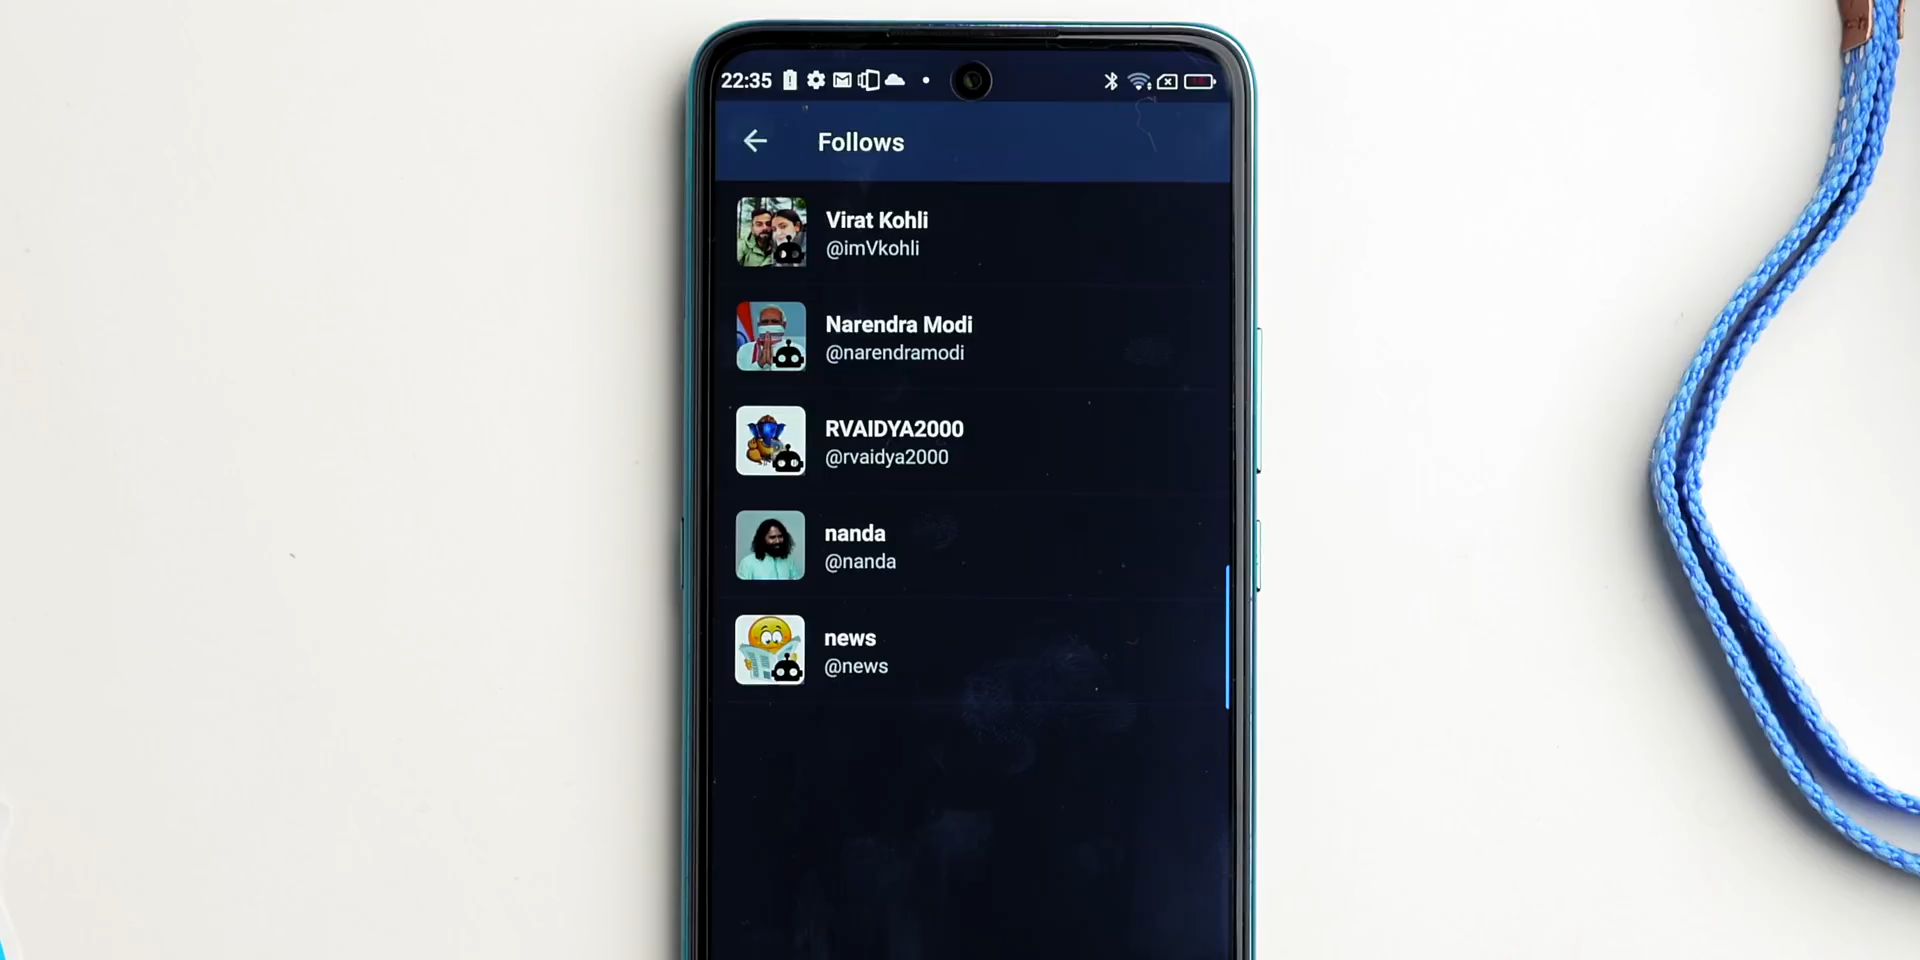 22:35
Follows
Virat Kohli
@imVkohli
Narendra Modi
@narendramodi
RVAIDYA2000
@rvaidya2000
nanda
@nanda
news
@news